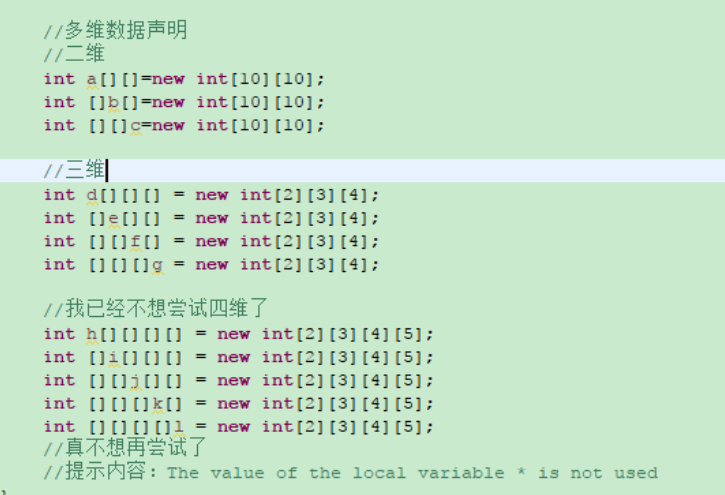 //多维数据声明
//二维
int a[][]=new int[10][10];
int []b[]=new int[10][10];
int [][]c=new int[10][10];
//三维
int d[][][] = new int[2][3][4];
int []e[][] = new int[2][3][4];
int [][]f[] = new int[2][3][4];
int [][][]g = new int[2][3][4];
//我已经不想尝试四维了
int h[][][][] = new int[2][3][4][5];
int []i[][][] = new int[2][3][4][5];
int [][]j[][] = new int[2][3][4][5];
int [][][]k[] = new int[2][3][4][5];
int [][][][]l = new int[2][3][4][5];
//真不想再尝试了
//提示内容：The value of the local variable * is not used
}